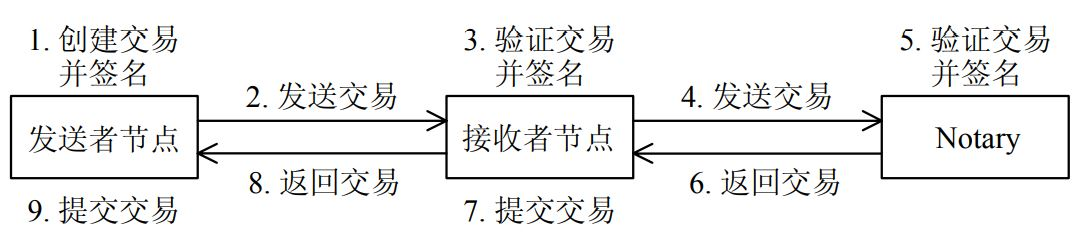 1. 创建交易
并签名
3. 验证交易
并签名
5. 验证交易
并签名
2. 发送交易
4. 发送交易
发送者节点
接收者节点
Notary
8. 返回交易
6. 返回交易
9. 提交交易
7. 提交交易